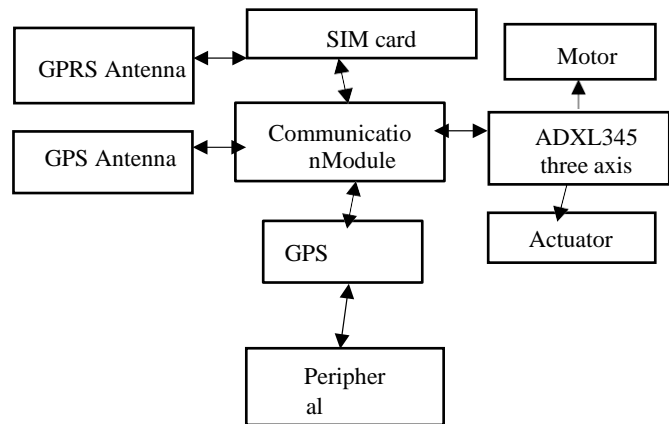 SIM card
GPRS Antenna
Motor
Communicatio
nModule
GPS Antenna
ADXL345
three axis
GPS
Actuator
Peripher
al